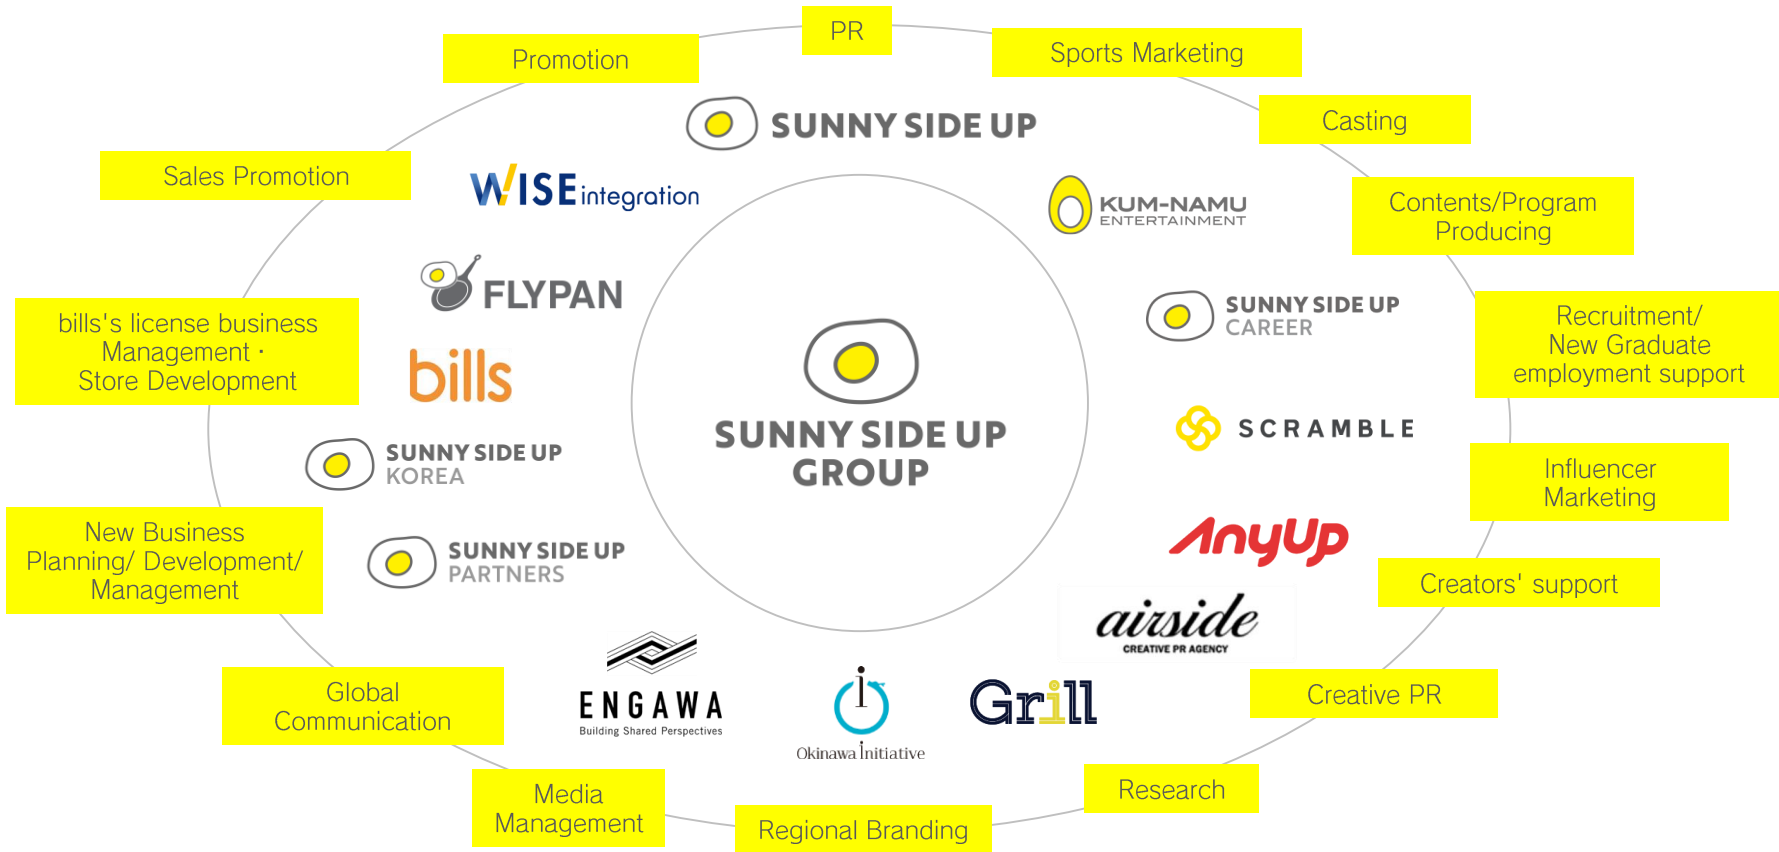 PR
Promotion
Sports Marketing
Casting
Sales Promotion
SUNNY SIDE UP
WISE integration
KUM-NAMU
ENTERTAINMENT
Contents/Program
Producing
FLYPAN
SUNNY SIDE UP
CAREER
bills's license business
Management・
Store Development
Recruitment/
New Graduate
employment support
bills
SUNNY SIDE UP
GROUP
SCRAMBLE
SUNNY SIDE UP
KOREA
Influencer
Marketing
New Business
Planning/ Development/
Management
SUNNY SIDE UP
PARTNERS
AnyUp
Creators' support
airside
CREATIVE PR AGENCY
Global
Communication
ENGAWA
Building Shared Perspectives
i
Okinawa Initiative
Grill
Creative PR
Media
Management
Regional Branding
Research